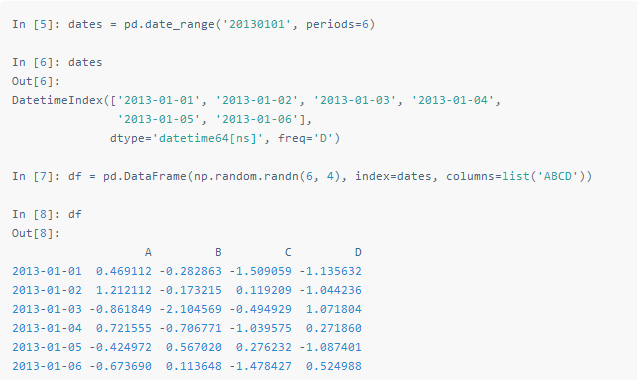 In [5]: dates = pd.date_range('20130101', periods=6)
In [6]: dates
Out[6]:
DatetimeIndex(['2013-01-01', '2013-01-02', '2013-01-03', '2013-01-04',
'2013-01-05', '2013-01-06'],
dtype='datetime64[ns]', freq='D')
In [7]: df = pd.DataFrame(np.random.randn(6, 4), index=dates, columns=list('ABCD'))
In [8]: df
Out[8]:
A B C D
2013-01-01 0.469112 -0.282863 -1.509059 -1.135632
2013-01-02 1.212112 -0.173215 0.119209 -1.044236
2013-01-03 -0.861849 -2.104569 -0.494929 1.071804
2013-01-04 0.721555 -0.706771 -1.039575 0.271860
2013-01-05 -0.424972 0.567020 0.276232 -1.087401
2013-01-06 -0.673690 0.113648 -1.478427 0.524988